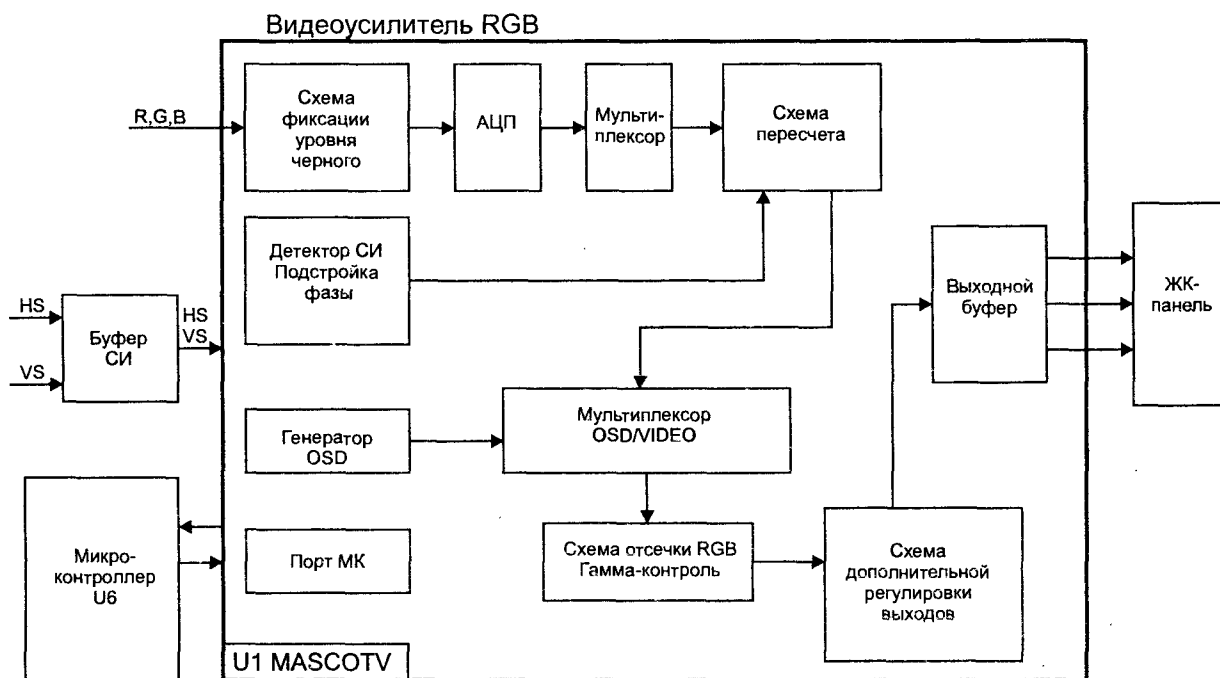 Видеоусилитель RGB
R,G,B
Схема
фиксации
уровня
черного
АЦП
Мульти-
плексор
Схема
пересчета
Детектор СИ
Подстройка
фазы
HS
VS
Буфер
СИ
HS
VS
Выходной
буфер
ЖК-
панель
Генератор
OSD
Мультиплексор
OSD/VIDEO
Микро-
контроллер
U6
Порт МК
Схема отсечки RGB
Гамма-контроль
Схема
дополнительной
регулировки
выходов
U1 MASCOTV